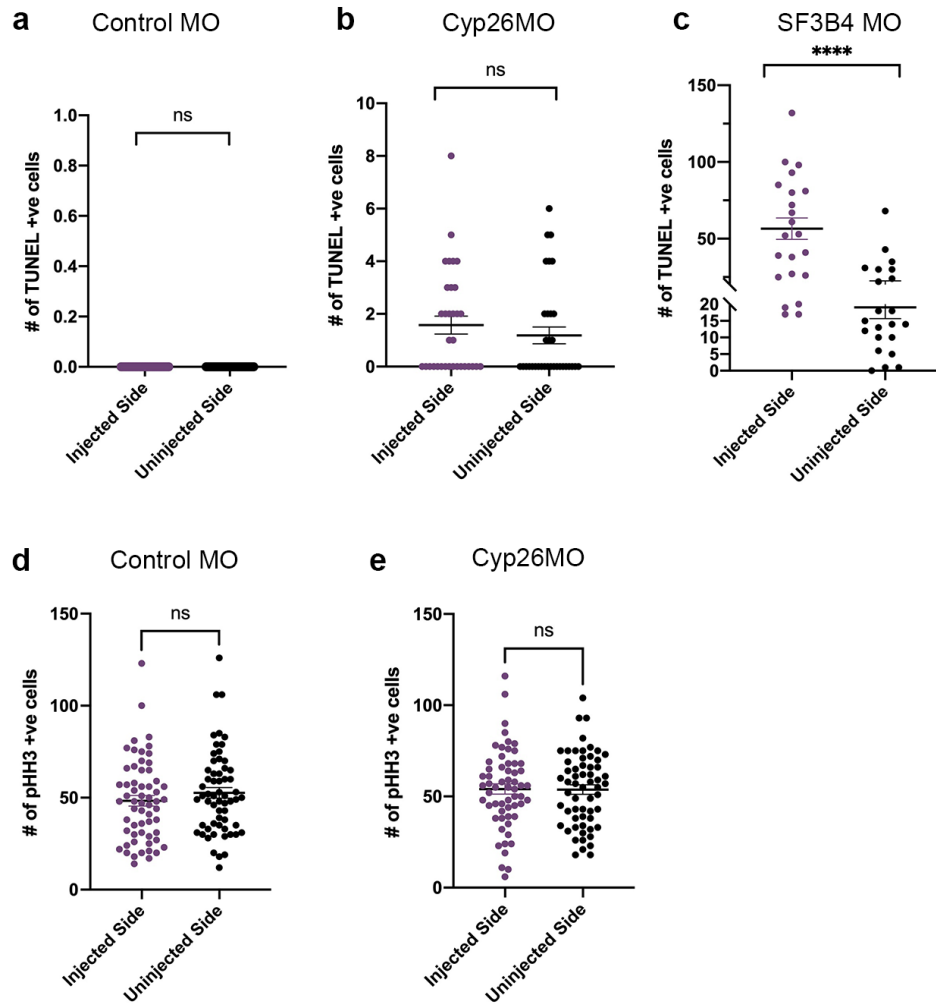 a
Control MO
ns
# of TUNEL +ve cells
1.0
0.8
0.6
0.4
0.2
0.0
Injected Side
Uninjected Side
b
Cyp26MO
ns
# of TUNEL +ve cells
10
8
6
4
2
0
Injected Side
Uninjected Side
c
SF3B4 MO
****
# of TUNEL +ve cells
150
100
50
20
15
10
5
0
Injected Side
Uninjected Side
d
Control MO
ns
# of pHH3 +ve cells
150
100
50
0
Injected Side
Uninjected Side
e
Cyp26MO
ns
# of pHH3 +ve cells
150
100
50
0
Injected Side
Uninjected Side